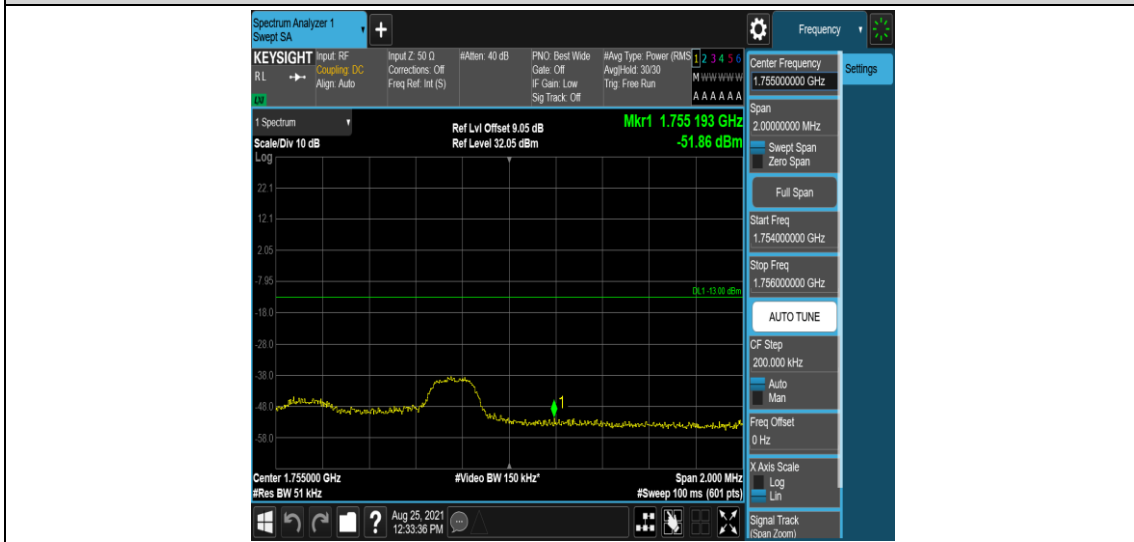 Spectrum Analyzer 1
Swept SA
+
Frequency
KEYSIGHT
Input: RF
Coupling: DC
Align: Auto
Input Z: 50 Ω
Corrections: Off
Freq Ref: Int (S)
#Atten: 40 dB
PNO: Best Wide
Gate: Off
IF Gain: Low
Sig Track: Off
#Avg Type: Power (RMS
Avg|Hold: 30/30
Trig: Free Run
1 2 3 4 5 6
M W W W W W
A A A A A A
RL
LXI
1 Spectrum
Ref Lvl Offset 9.05 dB
Mkr1 1.755 193 GHz
Scale/Div 10 dB
Ref Level 32.05 dBm
-51.86 dBm
Log
22.1
12.1
2.05
-7.95
DL1 -13.00 dBm
-18.0
-28.0
-38.0
-48.0
1
-58.0
Center 1.755000 GHz
#Video BW 150 kHz*
Span 2.000 MHz
#Res BW 51 kHz
#Sweep 100 ms (601 pts)
?
Aug 25, 2021
12:33:36 PM
Center Frequency
1.755000000 GHz
Settings
Span
2.00000000 MHz
Swept Span
Zero Span
Full Span
Start Freq
1.754000000 GHz
Stop Freq
1.756000000 GHz
AUTO TUNE
CF Step
200.000 kHz
Auto
Man
Freq Offset
0 Hz
X Axis Scale
Log
Lin
Signal Track
(Span Zoom)